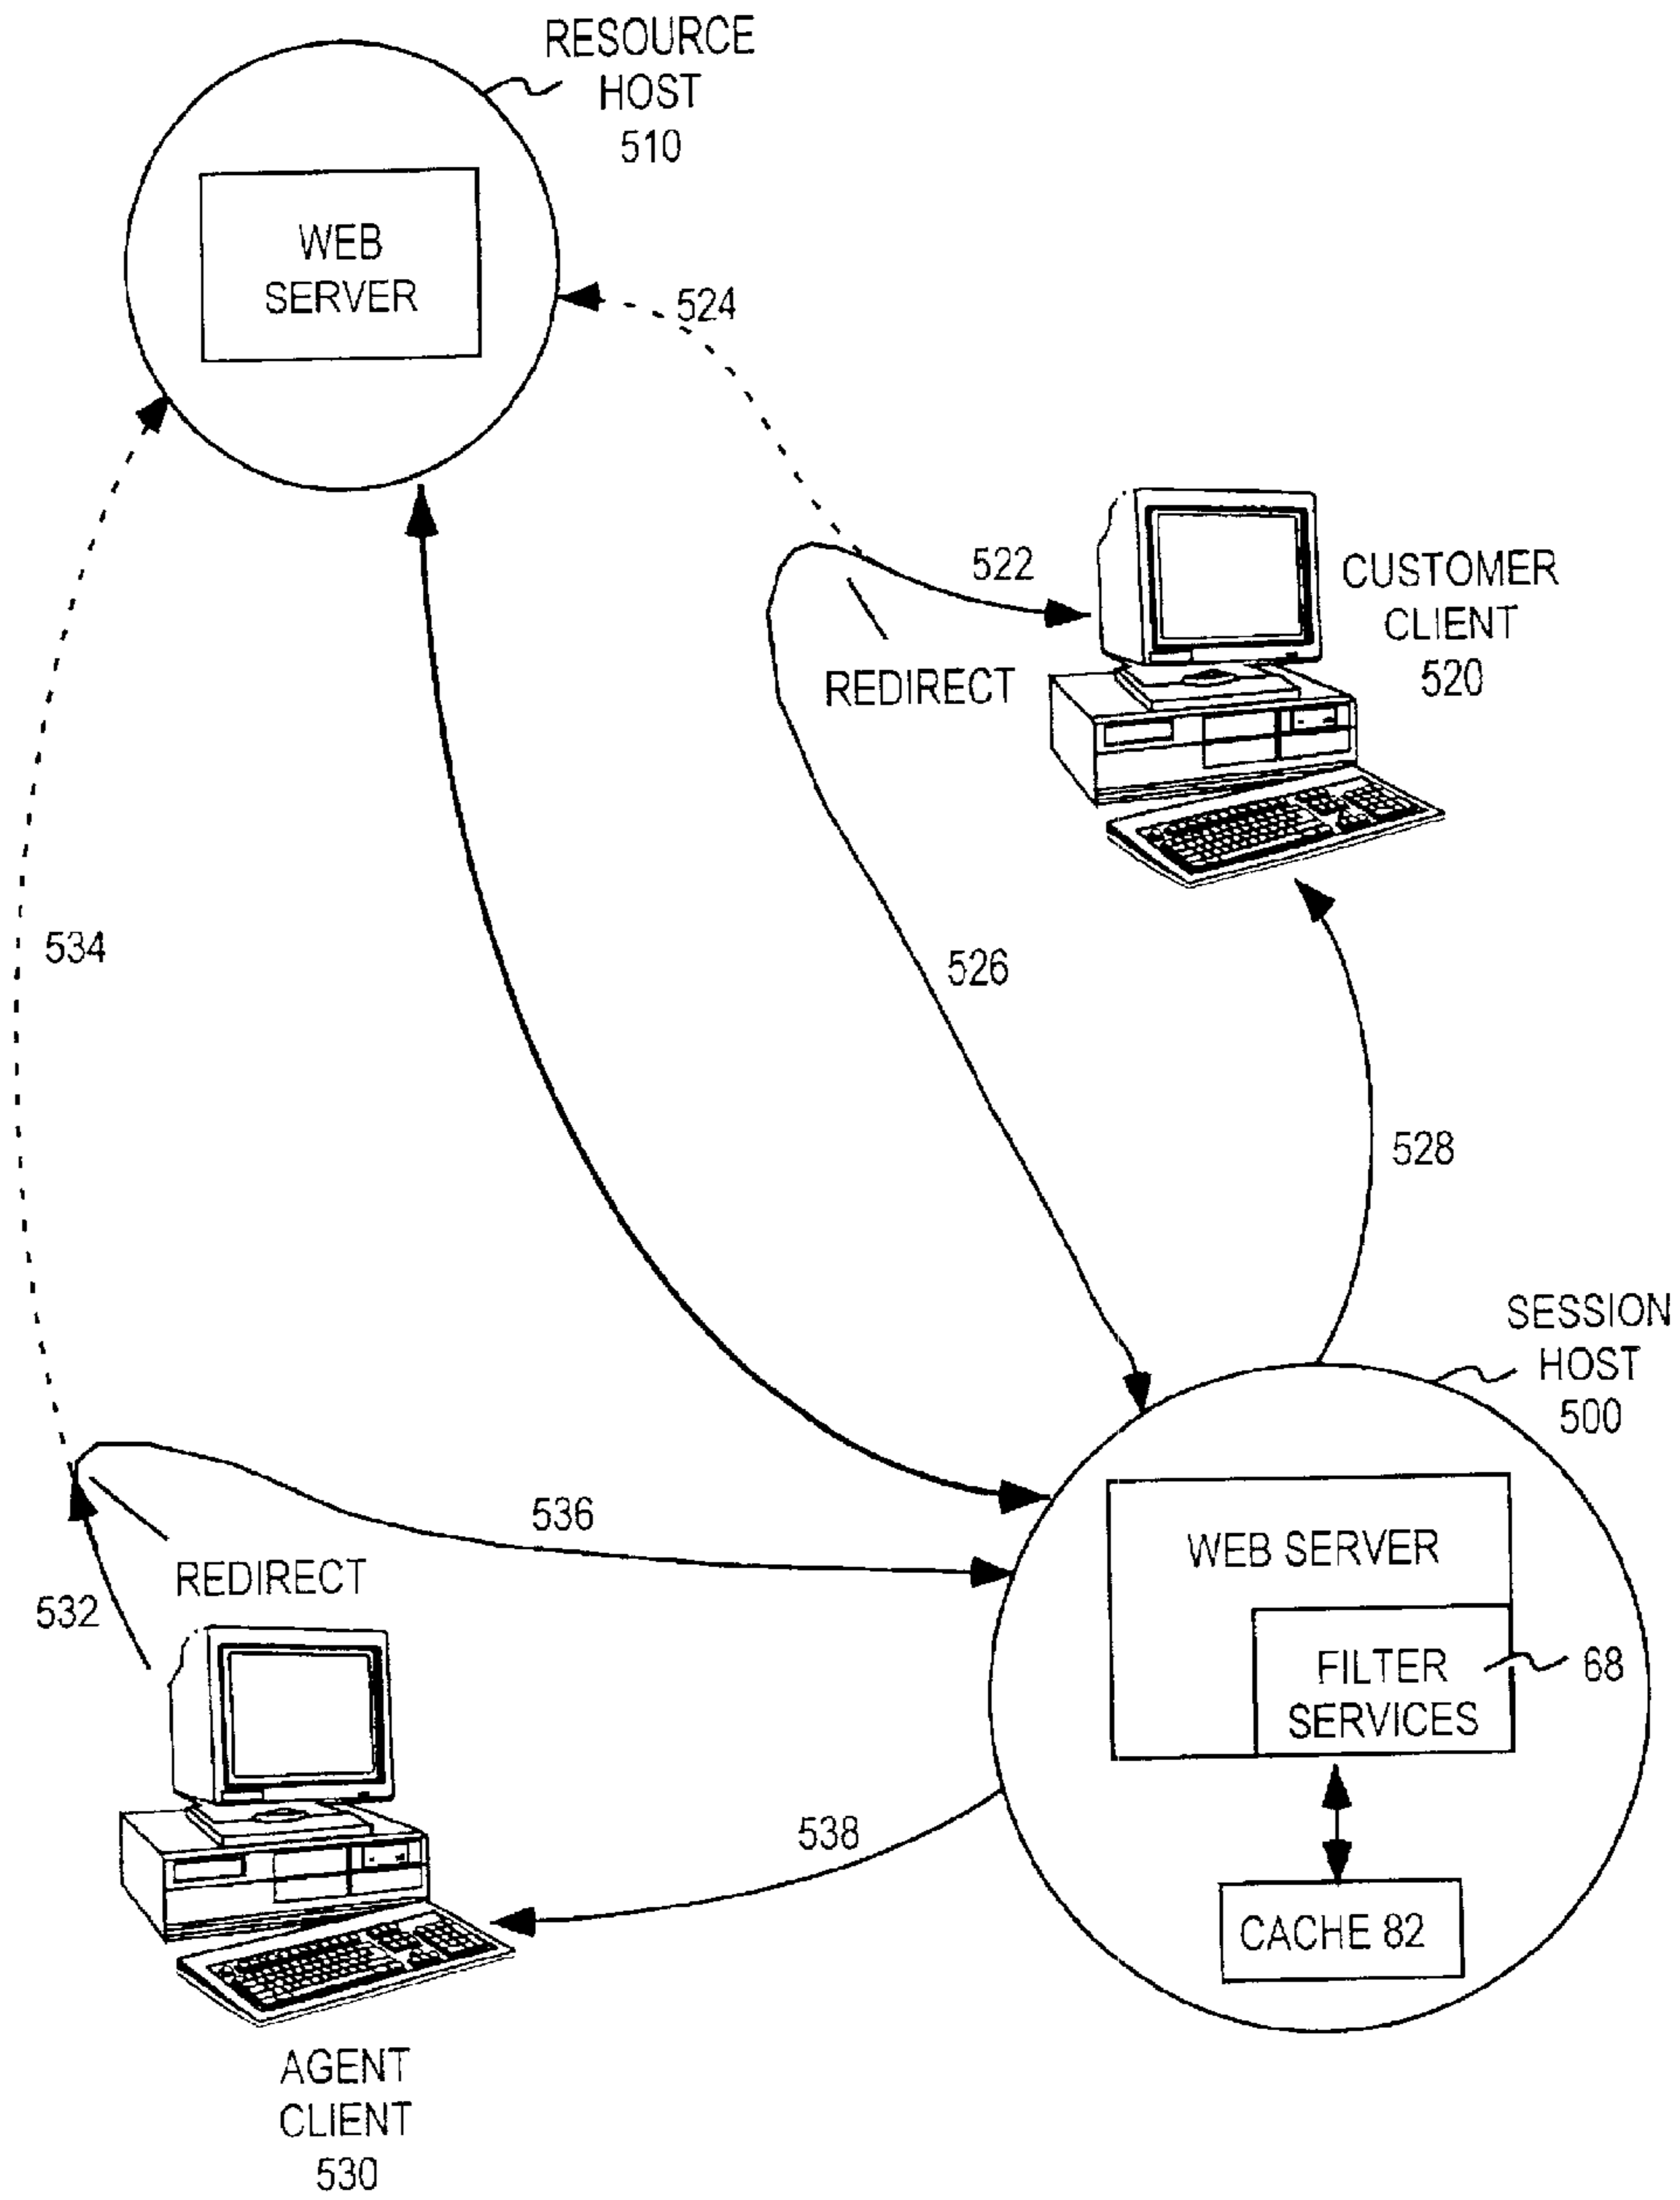 RESOURCE
HOST
510
WEB
SERVER
524
522
CUSTOMER
CLIENT
520
REDIRECT
534
526
528
SESSION
HOST
500
536
WEB SERVER
REDIRECT
532
FILTER
SERVICES
68
538
CACHE 82
AGENT
CLIENT
530